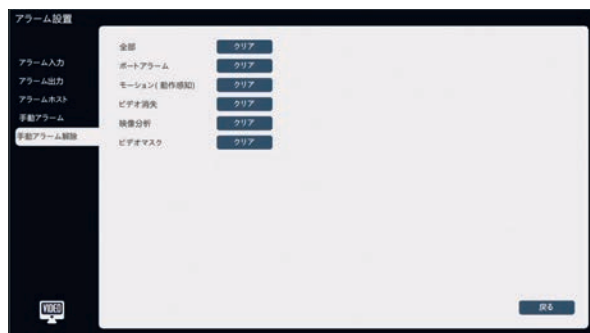 アラーム設置
アラーム入力
アラーム出力
アラームホスト
手動アラーム
手動アラーム解除
全部 クリア
ポートアラーム クリア
モーション(動作感知) クリア
ビデオ消失 クリア
映像分析 クリア
ビデオマスク クリア
VIDEO
戻る